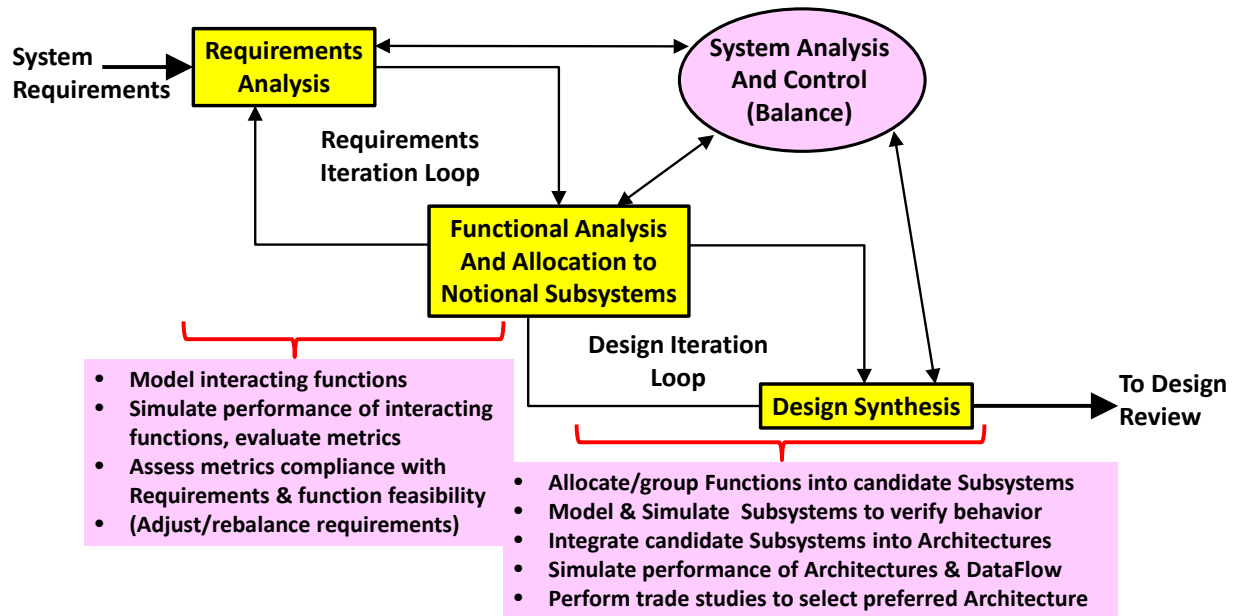 System
Requirements
Requirements
Analysis
System Analysis
And Control
(Balance)
Requirements
Iteration Loop
Functional Analysis
And Allocation to
Notional Subsystems
Design Iteration
Loop
Design Synthesis
To Design
Review
• Model interacting functions
• Simulate performance of interacting
functions, evaluate metrics
• Assess metrics compliance with
Requirements & function feasibility
• (Adjust/rebalance requirements)
• Allocate/group Functions into candidate Subsystems
• Model & Simulate Subsystems to verify behavior
• Integrate candidate Subsystems into Architectures
• Simulate performance of Architectures & DataFlow
• Perform trade studies to select preferred Architecture